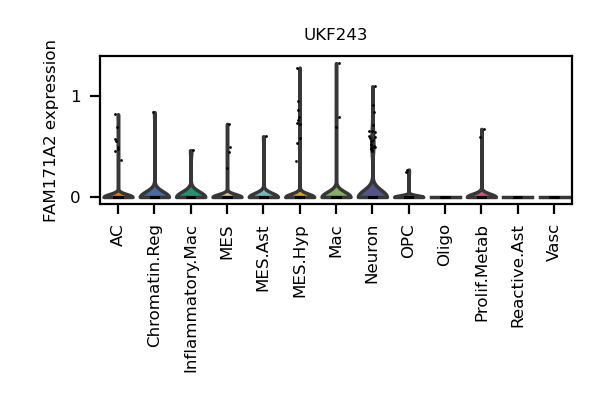 UKF243
FAM171A2 expression
1
0
AC
Chromatin.Reg
Inflammatory.Mac
MES
MES.Ast
MES.Hyp
Mac
Neuron
OPC
Oligo
Prolif.Metab
Reactive.Ast
Vasc